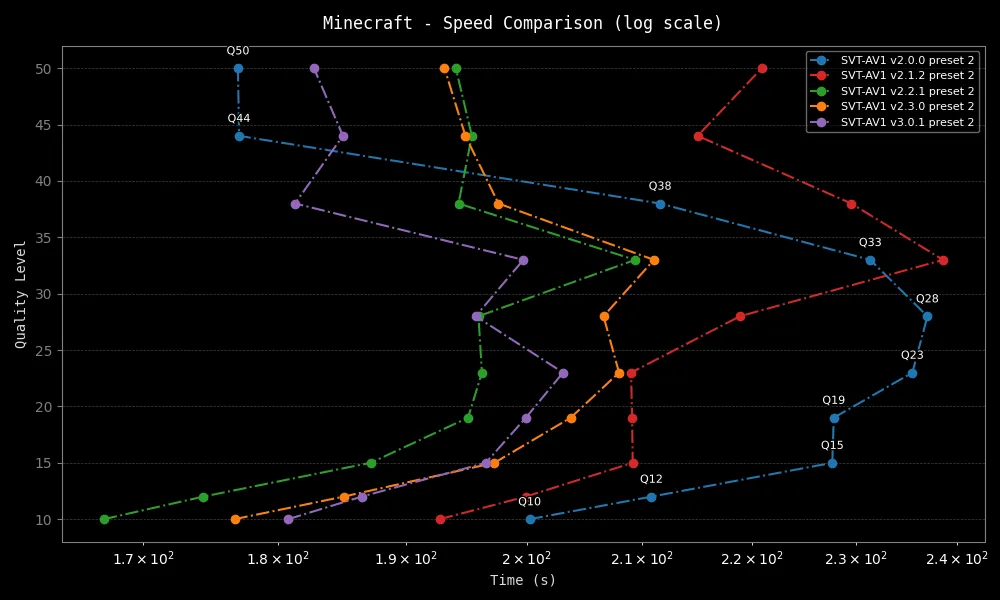 Minecraft - Speed Comparison (log scale)
SVT-AV1 v2.0.0 preset 2
SVT-AV1 v2.1.2 preset 2
SVT-AV1 v2.2.1 preset 2
SVT-AV1 v2.3.0 preset 2
SVT-AV1 v3.0.1 preset 2
Quality Level
50
45
40
35
30
25
20
15
10
Q50
Q44
Q38
Q33
Q28
Q23
Q19
Q15
Q12
Q10
1.7 × 10²
1.8 × 10²
1.9 × 10²
2 × 10²
2.1 × 10²
2.2 × 10²
2.3 × 10²
2.4 × 10²
Time (s)